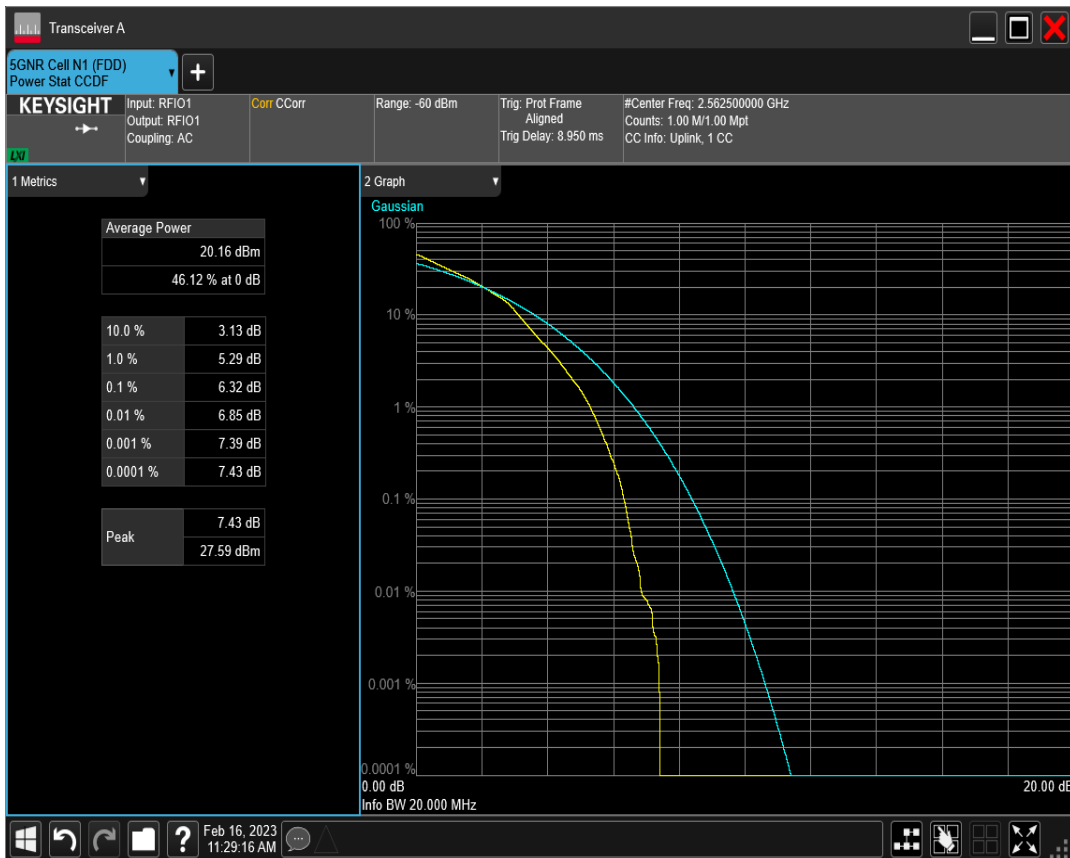 Transceiver A
5GNR Cell N1 (FDD)
Power Stat CCDF
KEYSIGHT
LXI
Input: RFIO1
Output: RFIO1
Coupling: AC
Corr CCorr
Range: -60 dBm
Trig: Prot Frame
Aligned
Trig Delay: 8.950 ms
#Center Freq: 2.562500000 GHz
Counts: 1.00 M/1.00 Mpt
CC Info: Uplink, 1 CC
1 Metrics
Average Power
20.16 dBm
46.12 % at 0 dB
10.0 % 3.13 dB
1.0 % 5.29 dB
0.1 % 6.32 dB
0.01 % 6.85 dB
0.001 % 7.39 dB
0.0001 % 7.43 dB
Peak
7.43 dB
27.59 dBm
2 Graph
Gaussian
100 %
10 %
1 %
0.1 %
0.01 %
0.001 %
0.0001 %
0.00 dB 20.00 dB
Info BW 20.000 MHz
Feb 16, 2023
11:29:16 AM